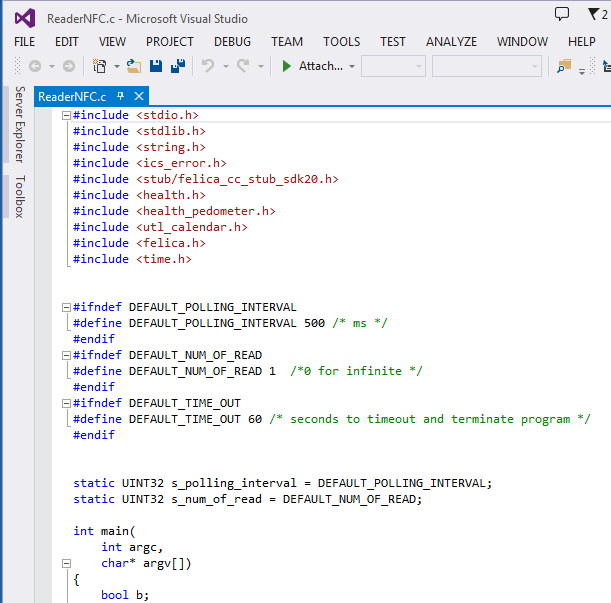 ReaderNFC.c - Microsoft Visual Studio
2
FILE EDIT VIEW PROJECT DEBUG TEAM TOOLS TEST ANALYZE WINDOW HELP
Attach...
Server Explorer
Toolbox
ReaderNFC.c
#include <stdio.h>
#include <stdlib.h>
#include <string.h>
#include <ics_error.h>
#include <stub/felica_cc_stub_sdk20.h>
#include <health.h>
#include <health_pedometer.h>
#include <utl_calendar.h>
#include <felica.h>
#include <time.h>
#ifndef DEFAULT_POLLING_INTERVAL
#define DEFAULT_POLLING_INTERVAL 500 /* ms */
#endif
#ifndef DEFAULT_NUM_OF_READ
#define DEFAULT_NUM_OF_READ 1  /*0 for infinite */
#endif
#ifndef DEFAULT_TIME_OUT
#define DEFAULT_TIME_OUT 60 /* seconds to timeout and terminate program */
#endif
static UINT32 s_polling_interval = DEFAULT_POLLING_INTERVAL;
static UINT32 s_num_of_read = DEFAULT_NUM_OF_READ;
int main(
    int argc,
    char* argv[])
{
    bool b;